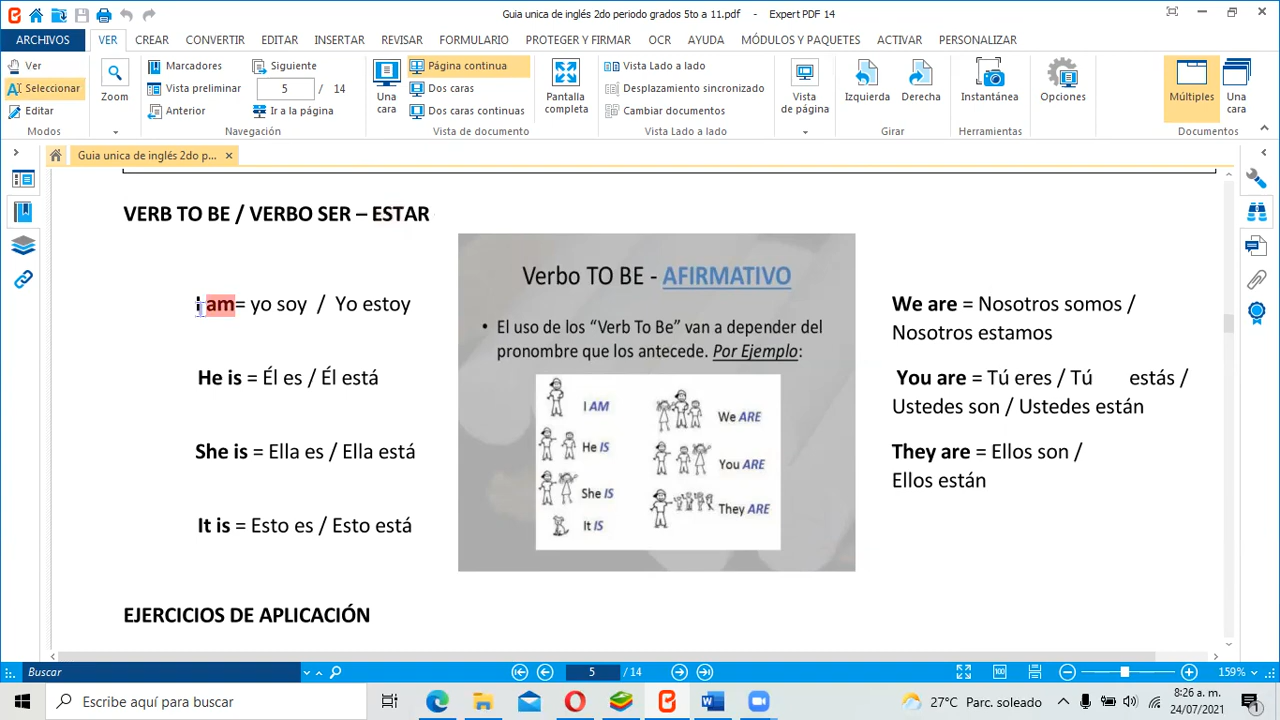 Guia unica de inglés 2do periodo grados 5to a 11.pdf - Expert PDF 14
ARCHIVOS VER CREAR CONVERTIR EDITAR INSERTAR REVISAR FORMULARIO PROTEGER Y FIRMAR OCR AYUDA MÓDULOS Y PAQUETES ACTIVAR PERSONALIZAR
Ver
Seleccionar
Editar
Modos
Zoom
Marcadores
Vista preliminar
Anterior
Siguiente
5 / 14
Ir a la página
Navegación
Una cara
Página continua
Dos caras
Dos caras continuas
Vista de documento
Pantalla completa
Vista Lado a lado
Desplazamiento sincronizado
Cambiar documentos
Vista Lado a lado
Vista de página
Izquierda
Derecha
Girar
Instantánea
Herramientas
Opciones
Múltiples
Una cara
Documentos
Guia unica de inglés 2do p...
VERB TO BE / VERBO SER – ESTAR
I am= yo soy / Yo estoy
He is = Él es / Él está
She is = Ella es / Ella está
It is = Esto es / Esto está
Verbo TO BE - AFIRMATIVO
• El uso de los “Verb To Be” van a depender del
pronombre que los antecede. Por Ejemplo:
I AM
He IS
She IS
It IS
We ARE
You ARE
They ARE
We are = Nosotros somos /
Nosotros estamos
You are = Tú eres / Tú estás /
Ustedes son / Ustedes están
They are = Ellos son /
Ellos están
EJERCICIOS DE APLICACIÓN
Buscar
5 / 14
159%
Escribe aquí para buscar
27°C Parc. soleado
8:26 a. m.
24/07/2021